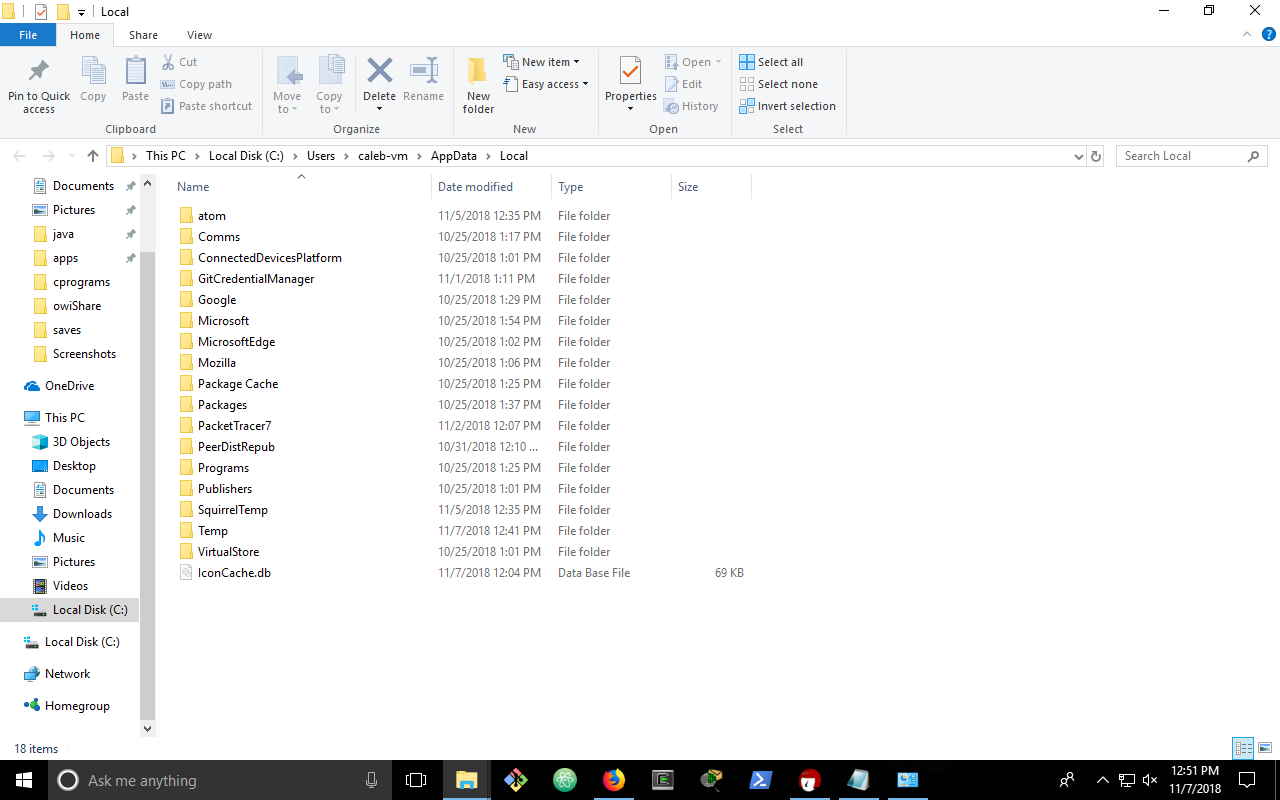 Local
File Home Share View
Pin to Quick access
Copy
Paste
Cut
Copy path
Paste shortcut
Clipboard
Move to
Copy to
Delete
Rename
Organize
New folder
New item
Easy access
New
Properties
Open
Edit
History
Open
Select all
Select none
Invert selection
Select
This PC Local Disk (C:) Users caleb-vm AppData Local
Search Local
Documents
Pictures
java
apps
cprograms
owiShare
saves
Screenshots
OneDrive
This PC
3D Objects
Desktop
Documents
Downloads
Music
Pictures
Videos
Local Disk (C:)
Local Disk (C:)
Network
Homegroup
Name Date modified Type Size
atom 11/5/2018 12:35 PM File folder
Comms 10/25/2018 1:17 PM File folder
ConnectedDevicesPlatform 10/25/2018 1:01 PM File folder
GitCredentialManager 11/1/2018 1:11 PM File folder
Google 10/25/2018 1:29 PM File folder
Microsoft 10/25/2018 1:54 PM File folder
MicrosoftEdge 10/25/2018 1:02 PM File folder
Mozilla 10/25/2018 1:06 PM File folder
Package Cache 10/25/2018 1:25 PM File folder
Packages 10/25/2018 1:37 PM File folder
PacketTracer7 11/2/2018 12:07 PM File folder
PeerDistRepub 10/31/2018 12:10 ... File folder
Programs 10/25/2018 1:25 PM File folder
Publishers 10/25/2018 1:01 PM File folder
SquirrelTemp 11/5/2018 12:35 PM File folder
Temp 11/7/2018 12:41 PM File folder
VirtualStore 10/25/2018 1:01 PM File folder
IconCache.db 11/7/2018 12:04 PM Data Base File 69 KB
18 items
Ask me anything
12:51 PM
11/7/2018